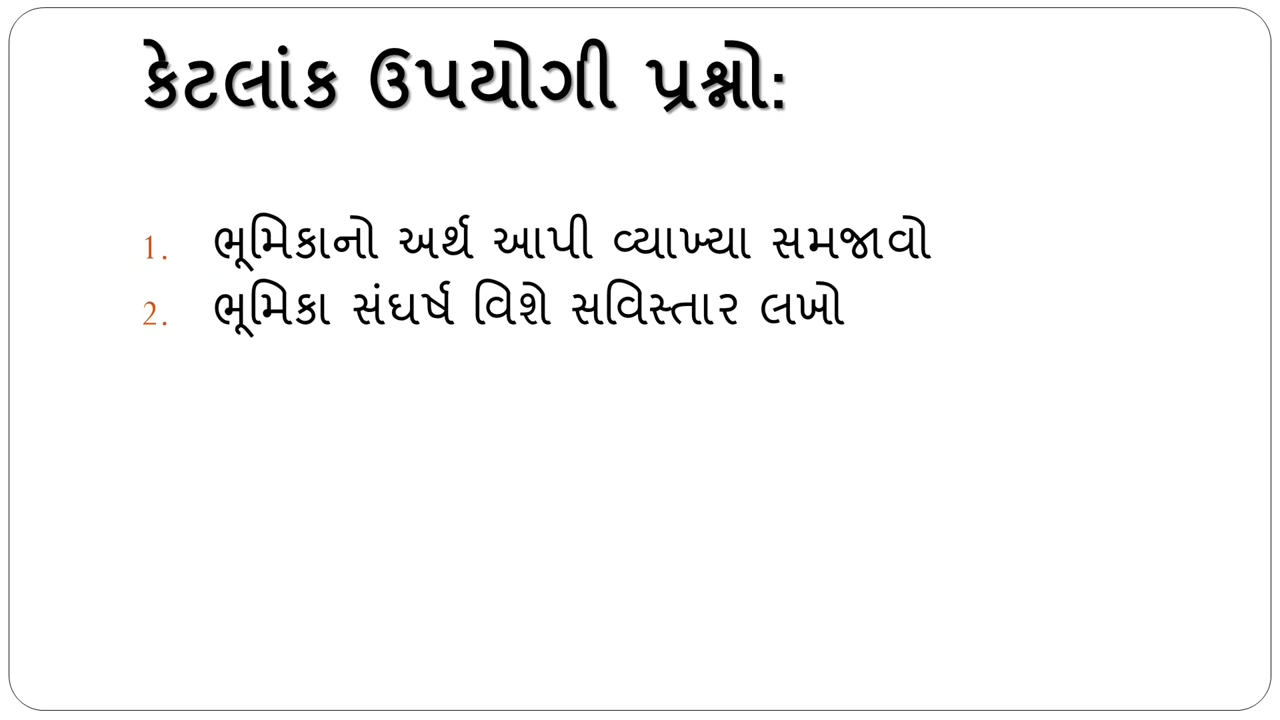 કેટલાંક ઉપયોગી પ્રશ્નો:
1. ભૂમિકાનો અર્થ આપી વ્યાખ્યા સમજાવો
2. ભૂમિકા સંઘર્ષ વિશે સવિસ્તાર લખો